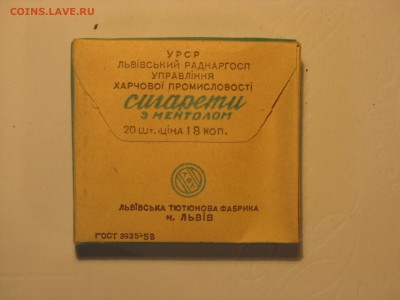 COINS.LAVE.RU
УРСР
ЛЬВІВСЬКИЙ РАДНАРГОСП
УПРАВЛІННЯ
ХАРЧОВОЇ ПРОМИСЛОВОСТІ
Сигарети
З МЕНТОЛОМ
20 ШТ. ЦІНА 18 КОП.
ЛЬВІВСЬКА ТЮТЮНОВА ФАБРИКА
м. ЛЬВІВ
ГОСТ 3935-58